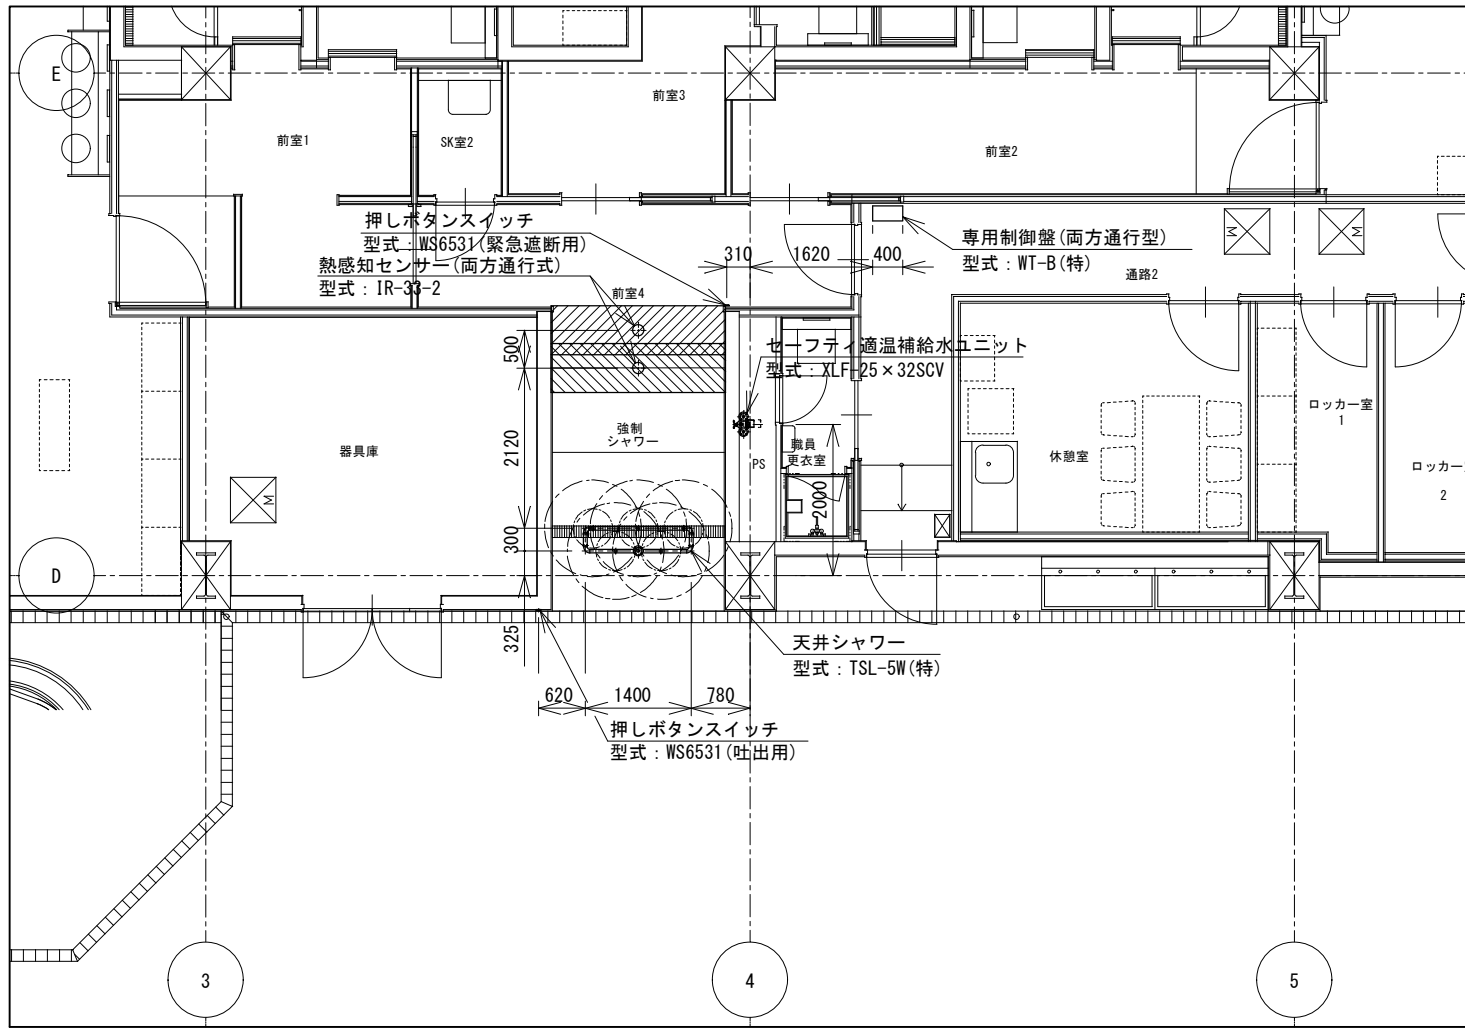 E
前室3
前室1
SK室2
前室2
押しボタンスイッチ
型式：WS6531(緊急遮断用)
熱感知センサー(両方通行式)
型式：IR-33-2
前室4
310
1620
400
専用制御盤(両方通行型)
型式：WT-B(特)
通路2
M
M
500
セーフティ適温補給水ユニット
型式：XLF-25×32SCV
2120
強制
シャワー
器具庫
PS
職員
更衣室
2000
休憩室
ロッカー室
1
ロッカー
2
M
300
D
325
天井シャワー
型式：TSL-5W(特)
620
1400
780
押しボタンスイッチ
型式：WS6531(吐出用)
3
4
5